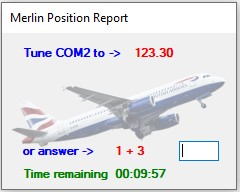 Merlin Position Report
Tune COM2 to -> 123.30
or answer -> 1 + 3
Time remaining 00:09:57